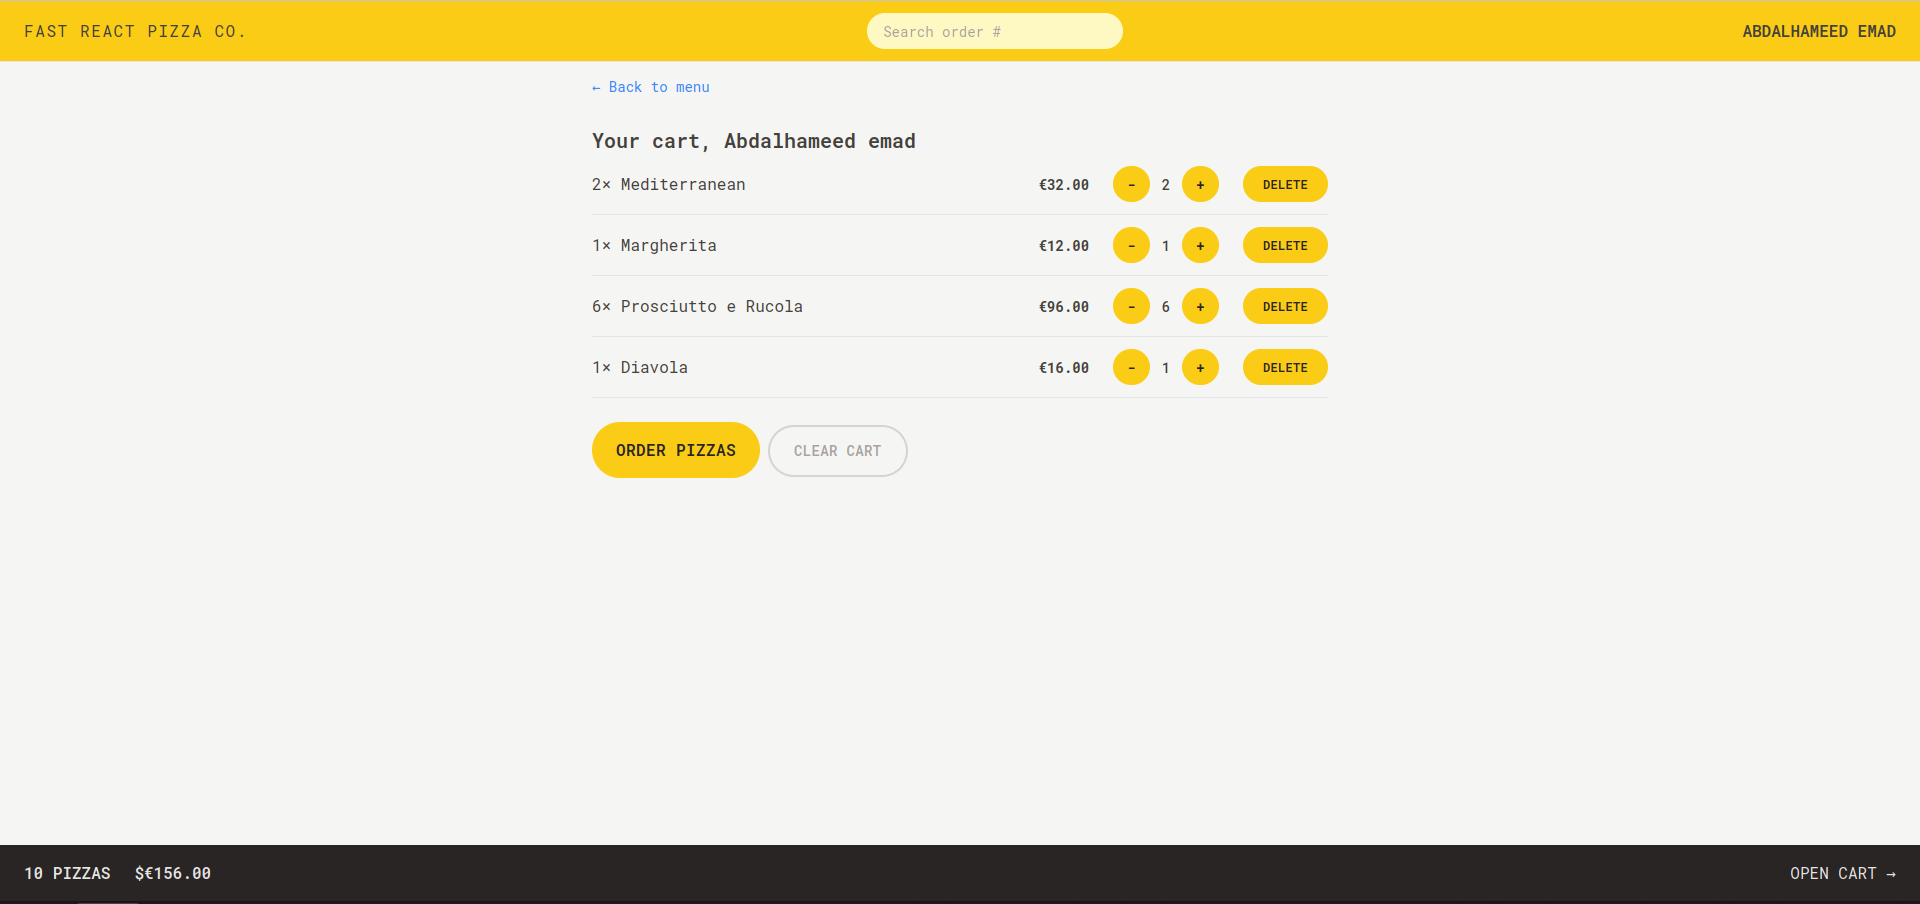 FAST REACT PIZZA CO.
Search order #
ABDALHAMEED EMAD
← Back to menu
Your cart, Abdalhameed emad
2× Mediterranean €32.00 - 2 + DELETE
1× Margherita €12.00 - 1 + DELETE
6× Prosciutto e Rucola €96.00 - 6 + DELETE
1× Diavola €16.00 - 1 + DELETE
ORDER PIZZAS CLEAR CART
10 PIZZAS $€156.00 OPEN CART →